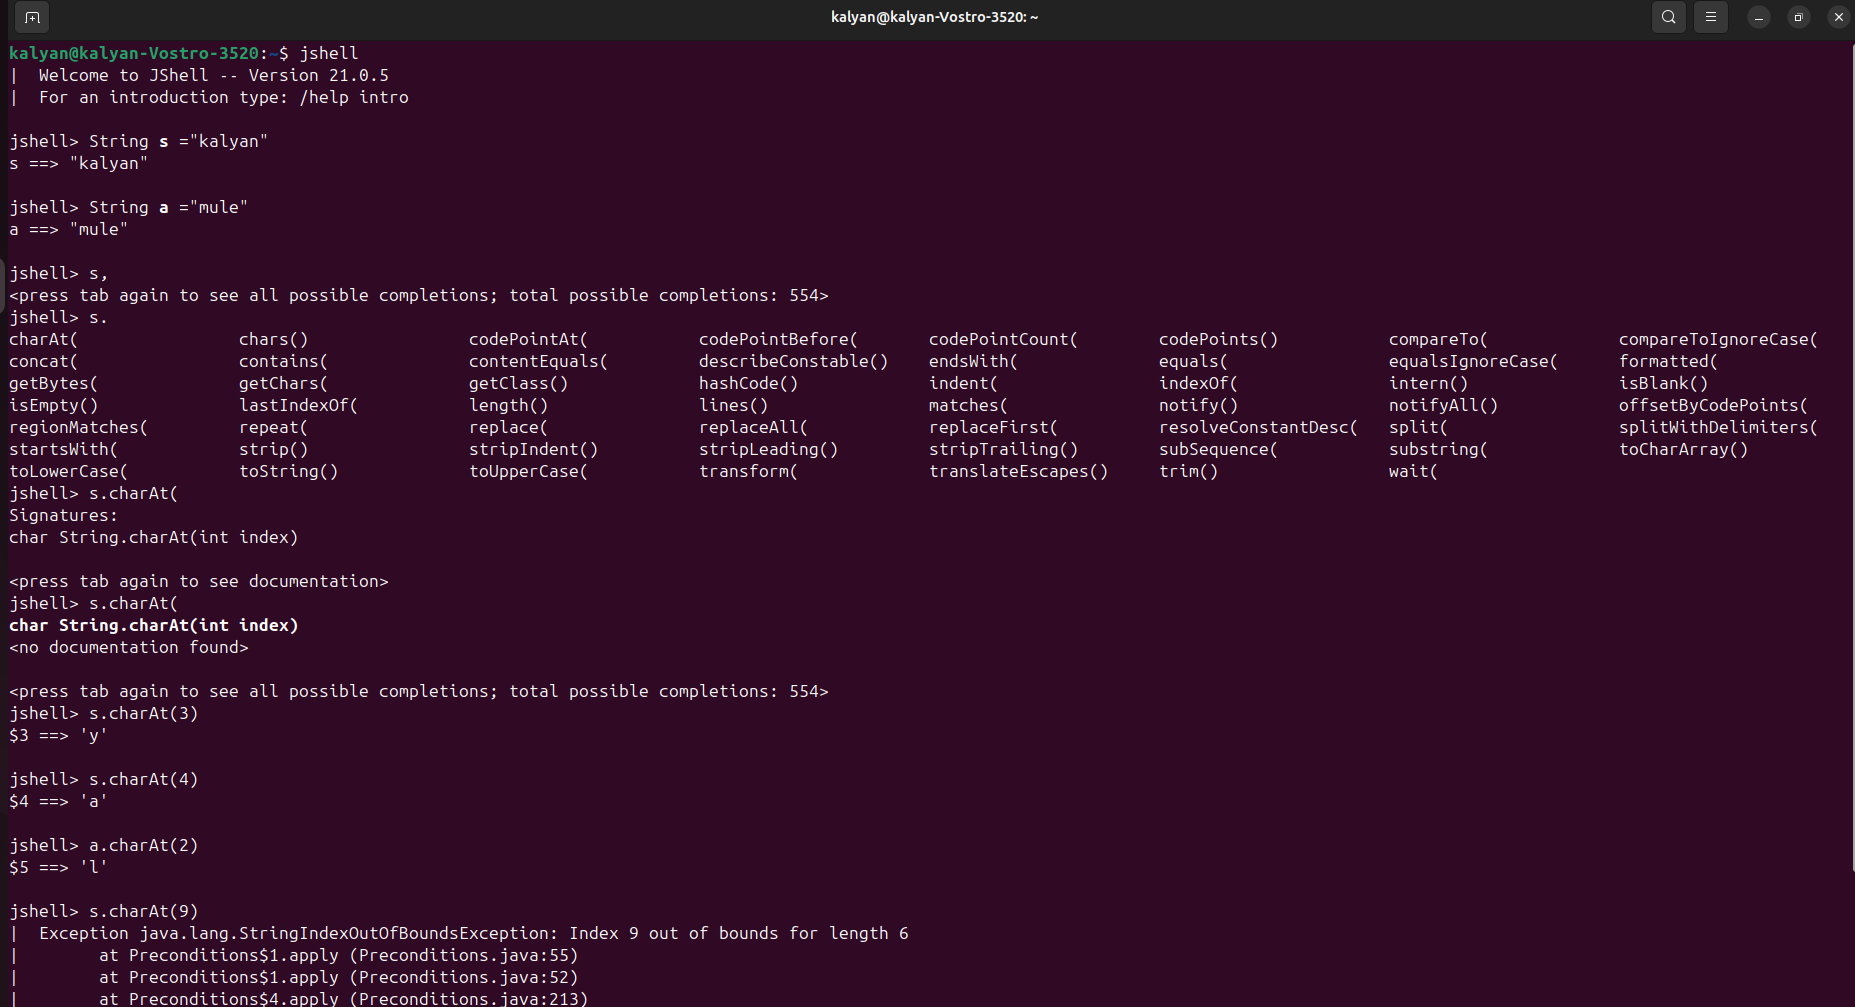 kalyan@kalyan-Vostro-3520: ~
kalyan@kalyan-Vostro-3520:~$ jshell
|  Welcome to JShell -- Version 21.0.5
|  For an introduction type: /help intro
jshell> String s ="kalyan"
s ==> "kalyan"
jshell> String a ="mule"
a ==> "mule"
jshell> s,
<press tab again to see all possible completions; total possible completions: 554>
jshell> s.
charAt(                chars()                codePointAt(           codePointBefore(       codePointCount(        codePoints()           compareTo(             compareToIgnoreCase(
concat(                contains(              contentEquals(         describeConstable()    endsWith(              equals(                equalsIgnoreCase(      formatted(
getBytes(              getChars(              getClass()             hashCode()             indent(                indexOf(               intern()               isBlank()
isEmpty()              lastIndexOf(           length()               lines()                matches(               notify()               notifyAll()            offsetByCodePoints(
regionMatches(         repeat(                replace(               replaceAll(            replaceFirst(          resolveConstantDesc(   split(                 splitWithDelimiters(
startsWith(            strip()                stripIndent()          stripLeading()         stripTrailing()        subSequence(           substring(             toCharArray()
toLowerCase(           toString()             toUpperCase(           transform(             translateEscapes()     trim()                 wait(
jshell> s.charAt(
Signatures:
char String.charAt(int index)
<press tab again to see documentation>
jshell> s.charAt(
char String.charAt(int index)
<no documentation found>
<press tab again to see all possible completions; total possible completions: 554>
jshell> s.charAt(3)
$3 ==> 'y'
jshell> s.charAt(4)
$4 ==> 'a'
jshell> a.charAt(2)
$5 ==> 'l'
jshell> s.charAt(9)
|  Exception java.lang.StringIndexOutOfBoundsException: Index 9 out of bounds for length 6
|        at Preconditions$1.apply (Preconditions.java:55)
|        at Preconditions$1.apply (Preconditions.java:52)
|        at Preconditions$4.apply (Preconditions.java:213)